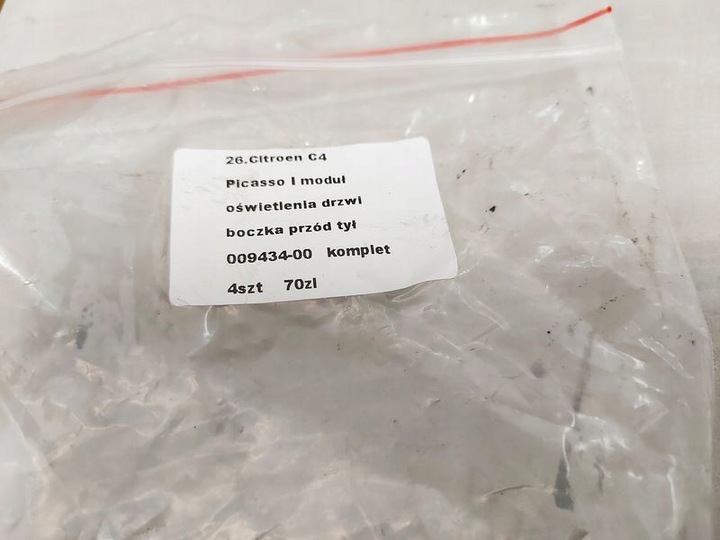 26.Citroen C4
Picasso I moduł
oświetlenia drzwi
boczka przód tył
009434-00 komplet
4szt 70zl